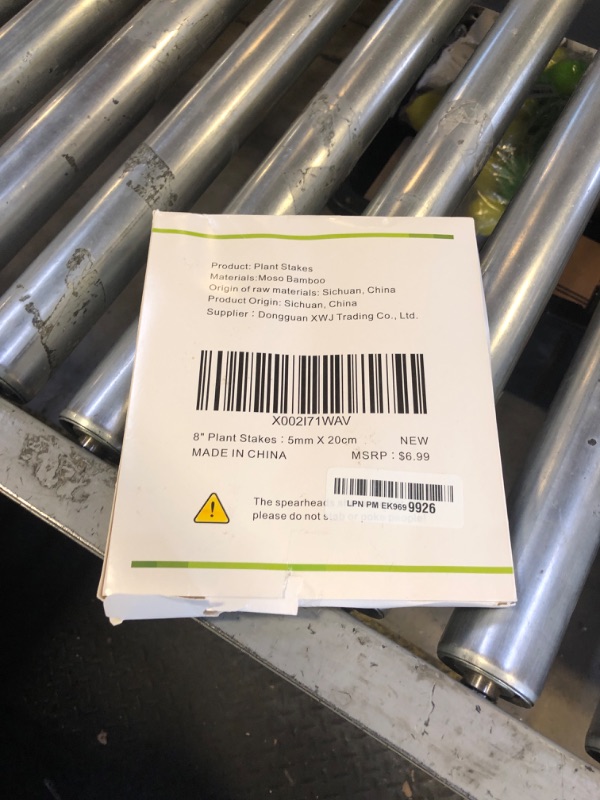 Product: Plant Stakes
Materials:Moso Bamboo
Origin of raw materials: Sichuan, China
Product Origin: Sichuan, China
Supplier : Dongguan XWJ Trading Co., Ltd.
X002I71WAV
8" Plant Stakes : 5mm X 20cm NEW
MADE IN CHINA MSRP : $6.99
LPN PM EK969 9926
The spearheads
please do not stab